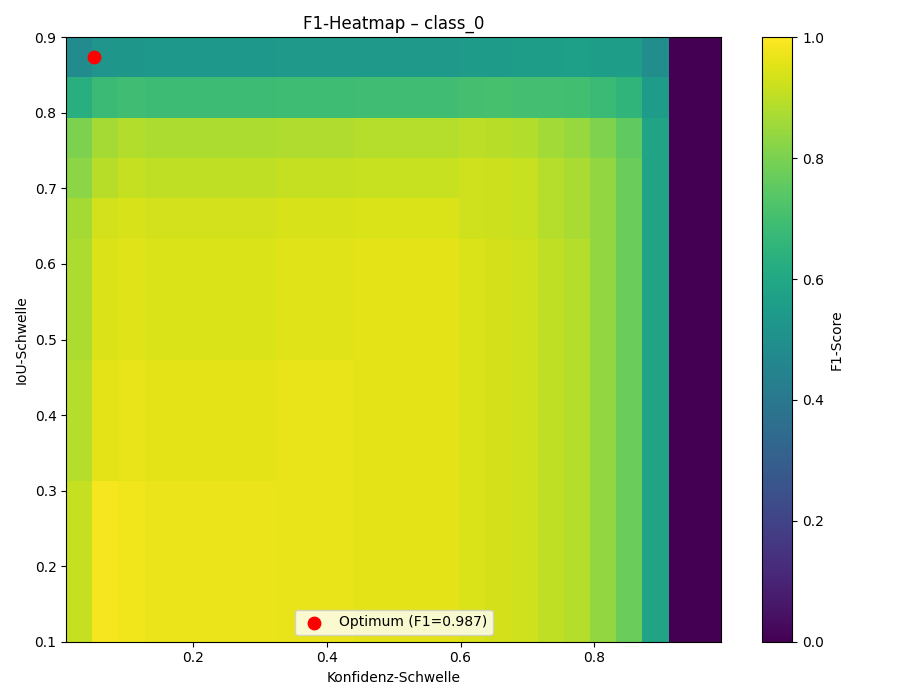 F1-Heatmap – class_0
0.9
0.8
0.7
0.6
0.5
0.4
0.3
0.2
0.1
IoU-Schwelle
Optimum (F1=0.987)
0.2 0.4 0.6 0.8
Konfidenz-Schwelle
1.0
0.8
0.6
0.4
0.2
0.0
F1-Score